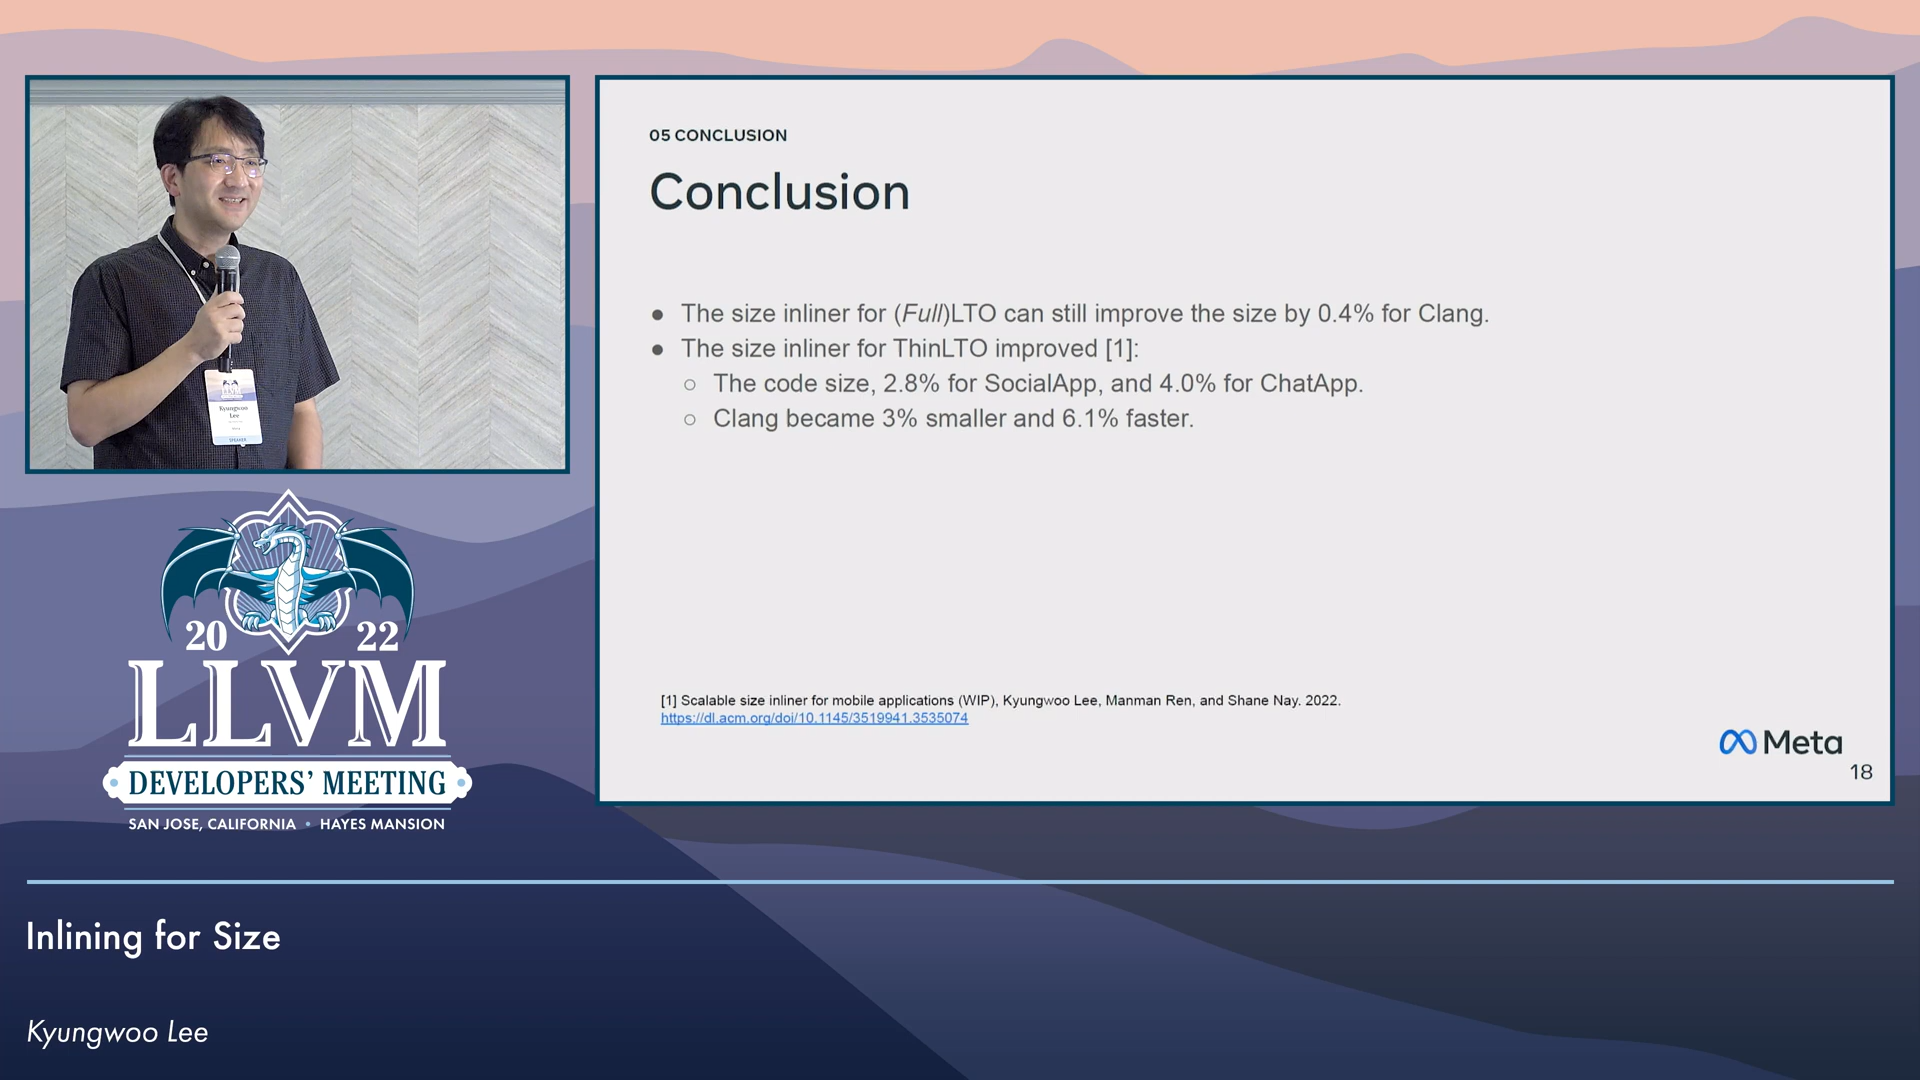 05 CONCLUSION
Conclusion
● The size inliner for (Full)LTO can still improve the size by 0.4% for Clang.
● The size inliner for ThinLTO improved [1]:
○ The code size, 2.8% for SocialApp, and 4.0% for ChatApp.
○ Clang became 3% smaller and 6.1% faster.
[1] Scalable size inliner for mobile applications (WIP), Kyungwoo Lee, Manman Ren, and Shane Nay. 2022.
https://dl.acm.org/doi/10.1145/3519941.3535074
Meta
18
Kyungwoo
Lee
SPEAKER
20 22
LLVM
DEVELOPERS’ MEETING
SAN JOSE, CALIFORNIA • HAYES MANSION
Inlining for Size
Kyungwoo Lee